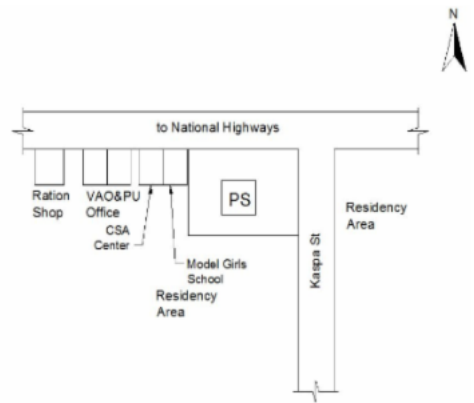 N
to National Highways
Ration
Shop
VAO&PU
Office
CSA
Center
PS
Model Girls
School
Residency
Area
Kaspa St
Residency
Area